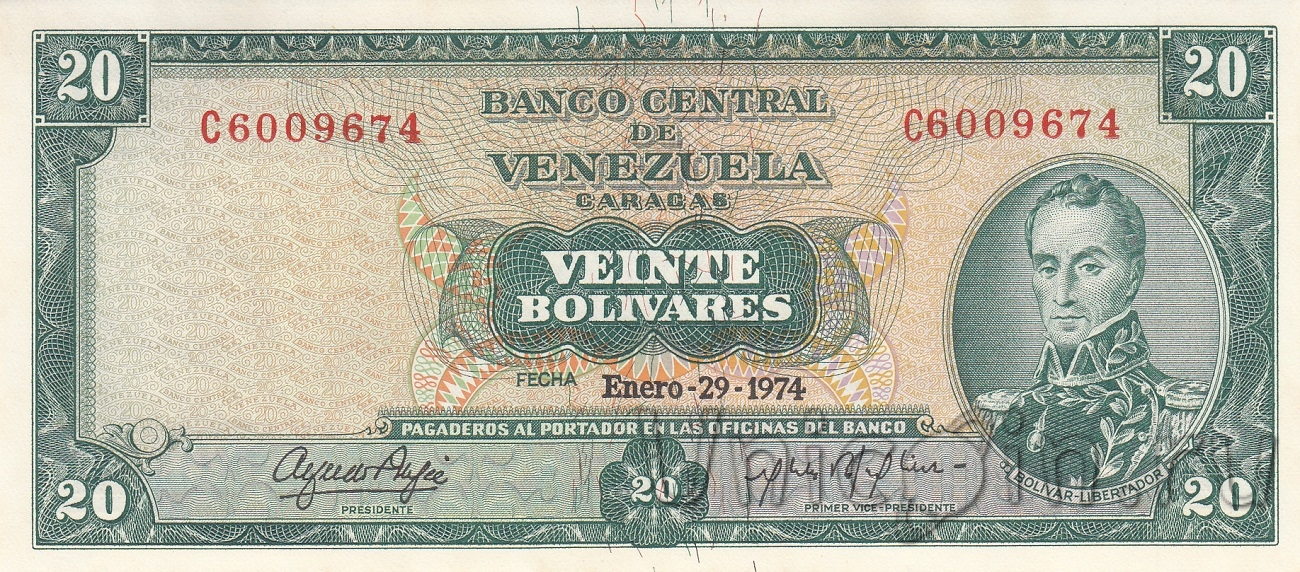 20
20
C6009674
C6009674
BANCO CENTRAL
DE
VENEZUELA
CARACAS
VEINTE
BOLIVARES
FECHA Enero-29-1974
PAGADEROS AL PORTADOR EN LAS OFICINAS DEL BANCO
BOLIVAR-LIBERTADOR
20
PRESIDENTE
20
PRIMER VICE-PRESIDENTE
20